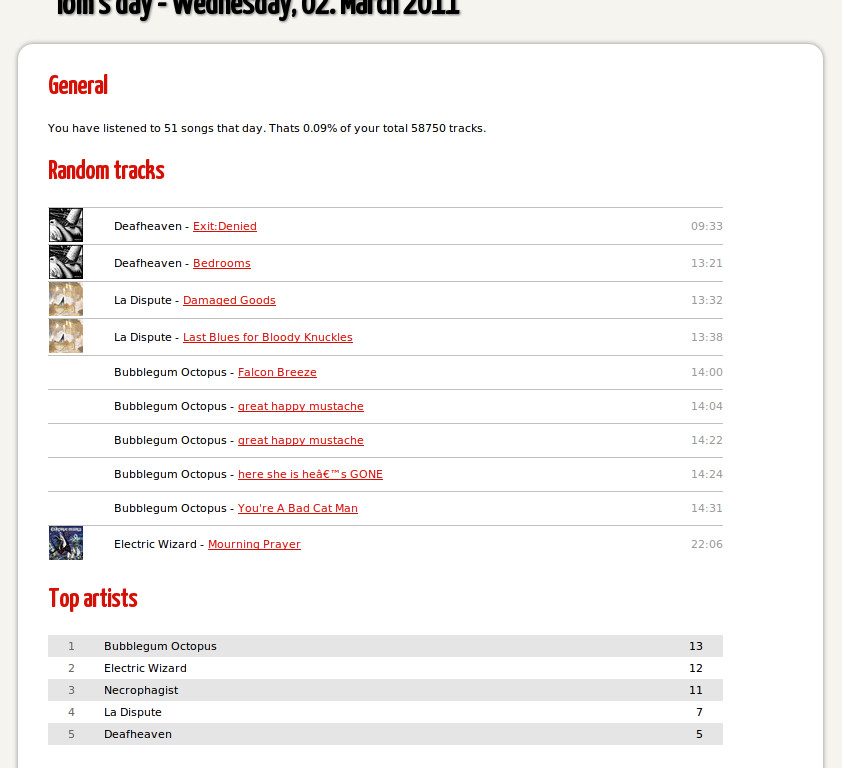 Tom's day - Wednesday, 02. March 2011
General
You have listened to 51 songs that day. Thats 0.09% of your total 58750 tracks.
Random tracks
Deafheaven - Exit:Denied 09:33
Deafheaven - Bedrooms 13:21
La Dispute - Damaged Goods 13:32
La Dispute - Last Blues for Bloody Knuckles 13:38
Bubblegum Octopus - Falcon Breeze 14:00
Bubblegum Octopus - great happy mustache 14:04
Bubblegum Octopus - great happy mustache 14:22
Bubblegum Octopus - here she is heâ€™s GONE 14:24
Bubblegum Octopus - You're A Bad Cat Man 14:31
Electric Wizard - Mourning Prayer 22:06
Top artists
1 Bubblegum Octopus 13
2 Electric Wizard 12
3 Necrophagist 11
4 La Dispute 7
5 Deafheaven 5